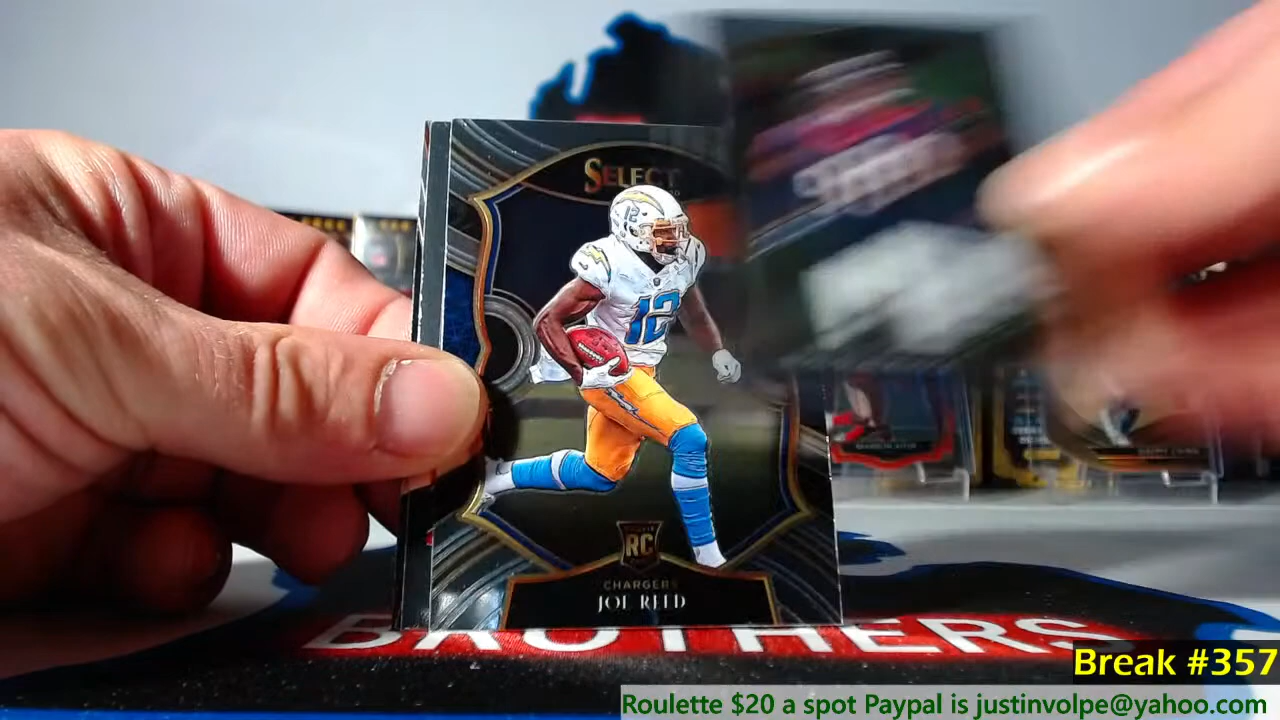 SELECT
12
12
RC
CHARGERS
JOE REED
BROTHERS
Break #357
Roulette $20 a spot Paypal is justinvolpe@yahoo.com